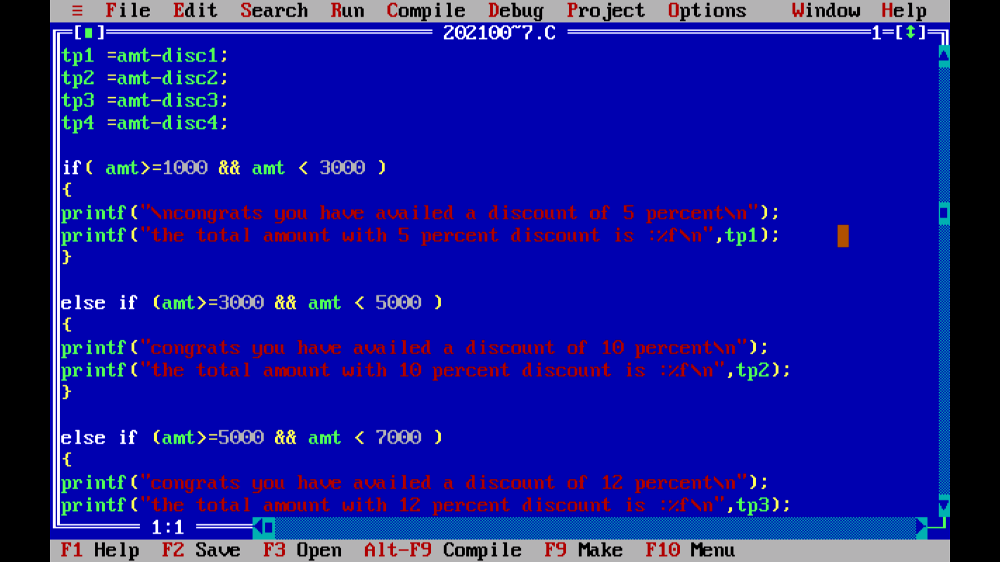 ≡ File Edit Search Run Compile Debug Project Options Window Help
[■] 202100~7.C 1=[↕]
tp1 =amt-disc1;
tp2 =amt-disc2;
tp3 =amt-disc3;
tp4 =amt-disc4;
if( amt>=1000 && amt < 3000 )
{
printf("\ncongrats you have availed a discount of 5 percent\n");
printf("the total amount with 5 percent discount is :%f\n",tp1);
}
else if (amt>=3000 && amt < 5000 )
{
printf("congrats you have availed a discount of 10 percent\n");
printf("the total amount with 10 percent discount is :%f\n",tp2);
}
else if (amt>=5000 && amt < 7000 )
{
printf("congrats you have availed a discount of 12 percent\n");
printf("the total amount with 12 percent discount is :%f\n",tp3);
1:1
F1 Help F2 Save F3 Open Alt-F9 Compile F9 Make F10 Menu